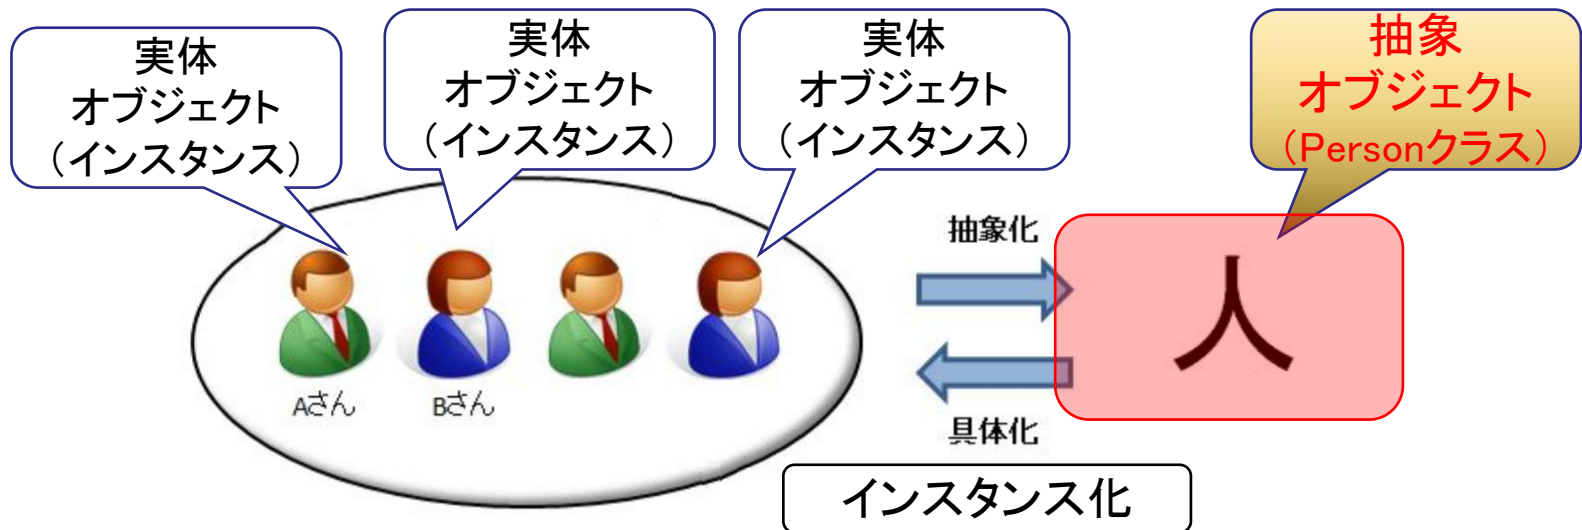 実体
オブジェクト
（インスタンス）
実体
オブジェクト
（インスタンス）
実体
オブジェクト
（インスタンス）
抽象
オブジェクト
（Personクラス）
抽象化
人
Aさん
Bさん
具体化
インスタンス化